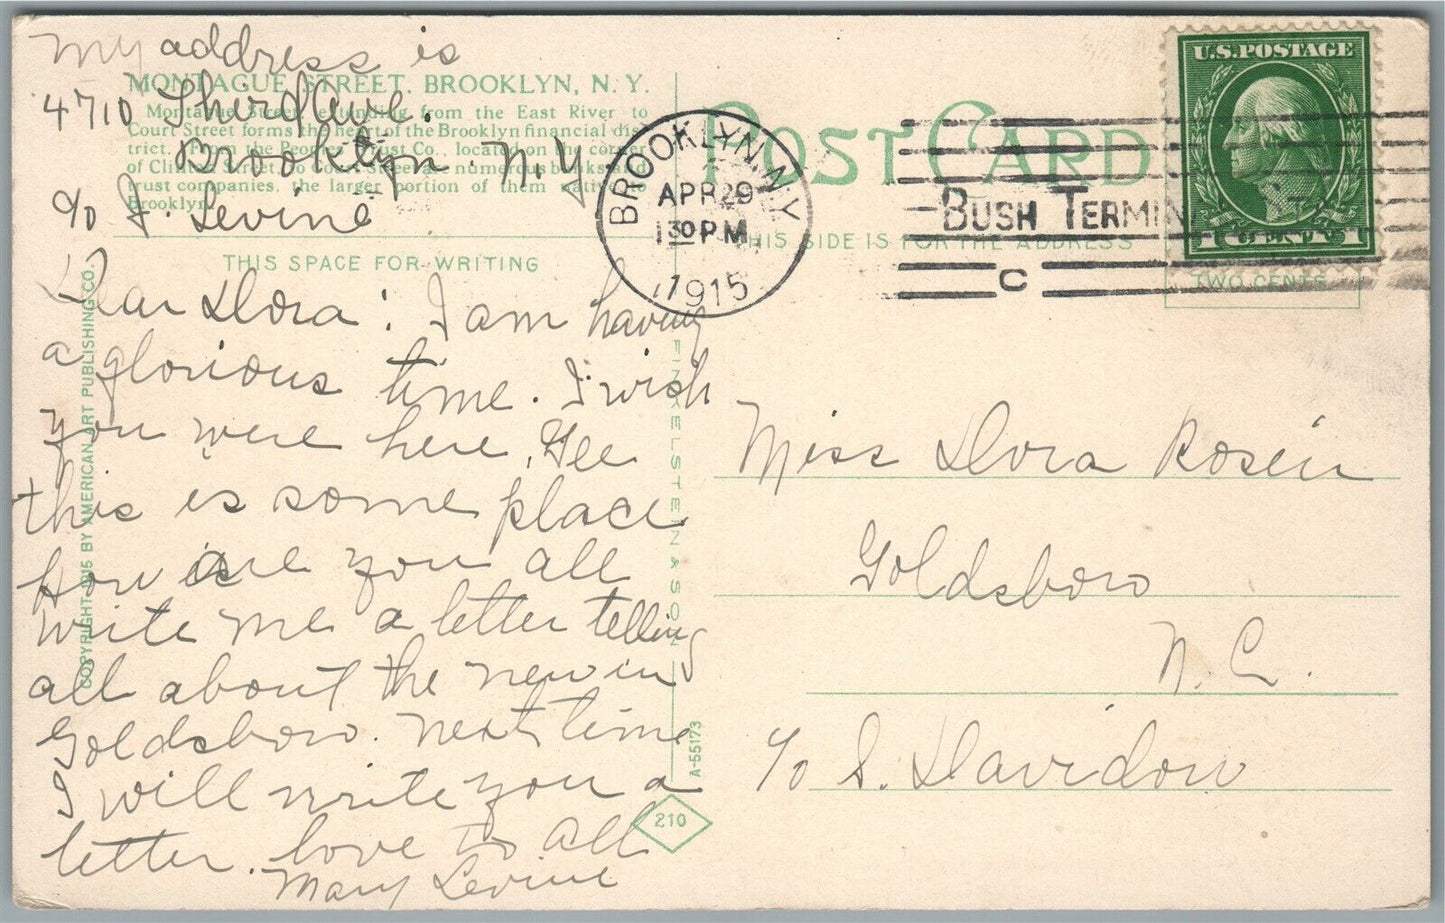 My address is
4710 Third Ave.
Brooklyn. N.Y.
c/o J. Levine
MONTAGUE STREET, BROOKLYN, N. Y.
Montague Street, extending from the East River to
Court Street forms the heart of the Brooklyn financial dis-
trict. From the Peoples Trust Co., located on the corner
of Clinton Street, to Court Street are numerous banks and
trust companies, the larger portion of them native to
Brooklyn.
THIS SPACE FOR WRITING
Dear Dora: I am having
a glorious time. I wish
you were here, Gee
this is some place
How are you all
Write me a letter telling
all about the new in
Goldsboro. Next time
I will write you a
letter. love to all
Mary Levine
COPYRIGHT 1915 BY AMERICAN ART PUBLISHING CO.
FINKELSTEIN & SON
A-55173
210
POST CARD
THIS SIDE IS FOR THE ADDRESS
BROOKLYN, N.Y.
APR 29
1 30 PM
1915
BUSH TERMINAL STA.
C
U.S. POSTAGE
1 CENT 1
TWO CENTS
Miss Dora Rosen
Goldsboro
N. C.
c/o S. Davidow